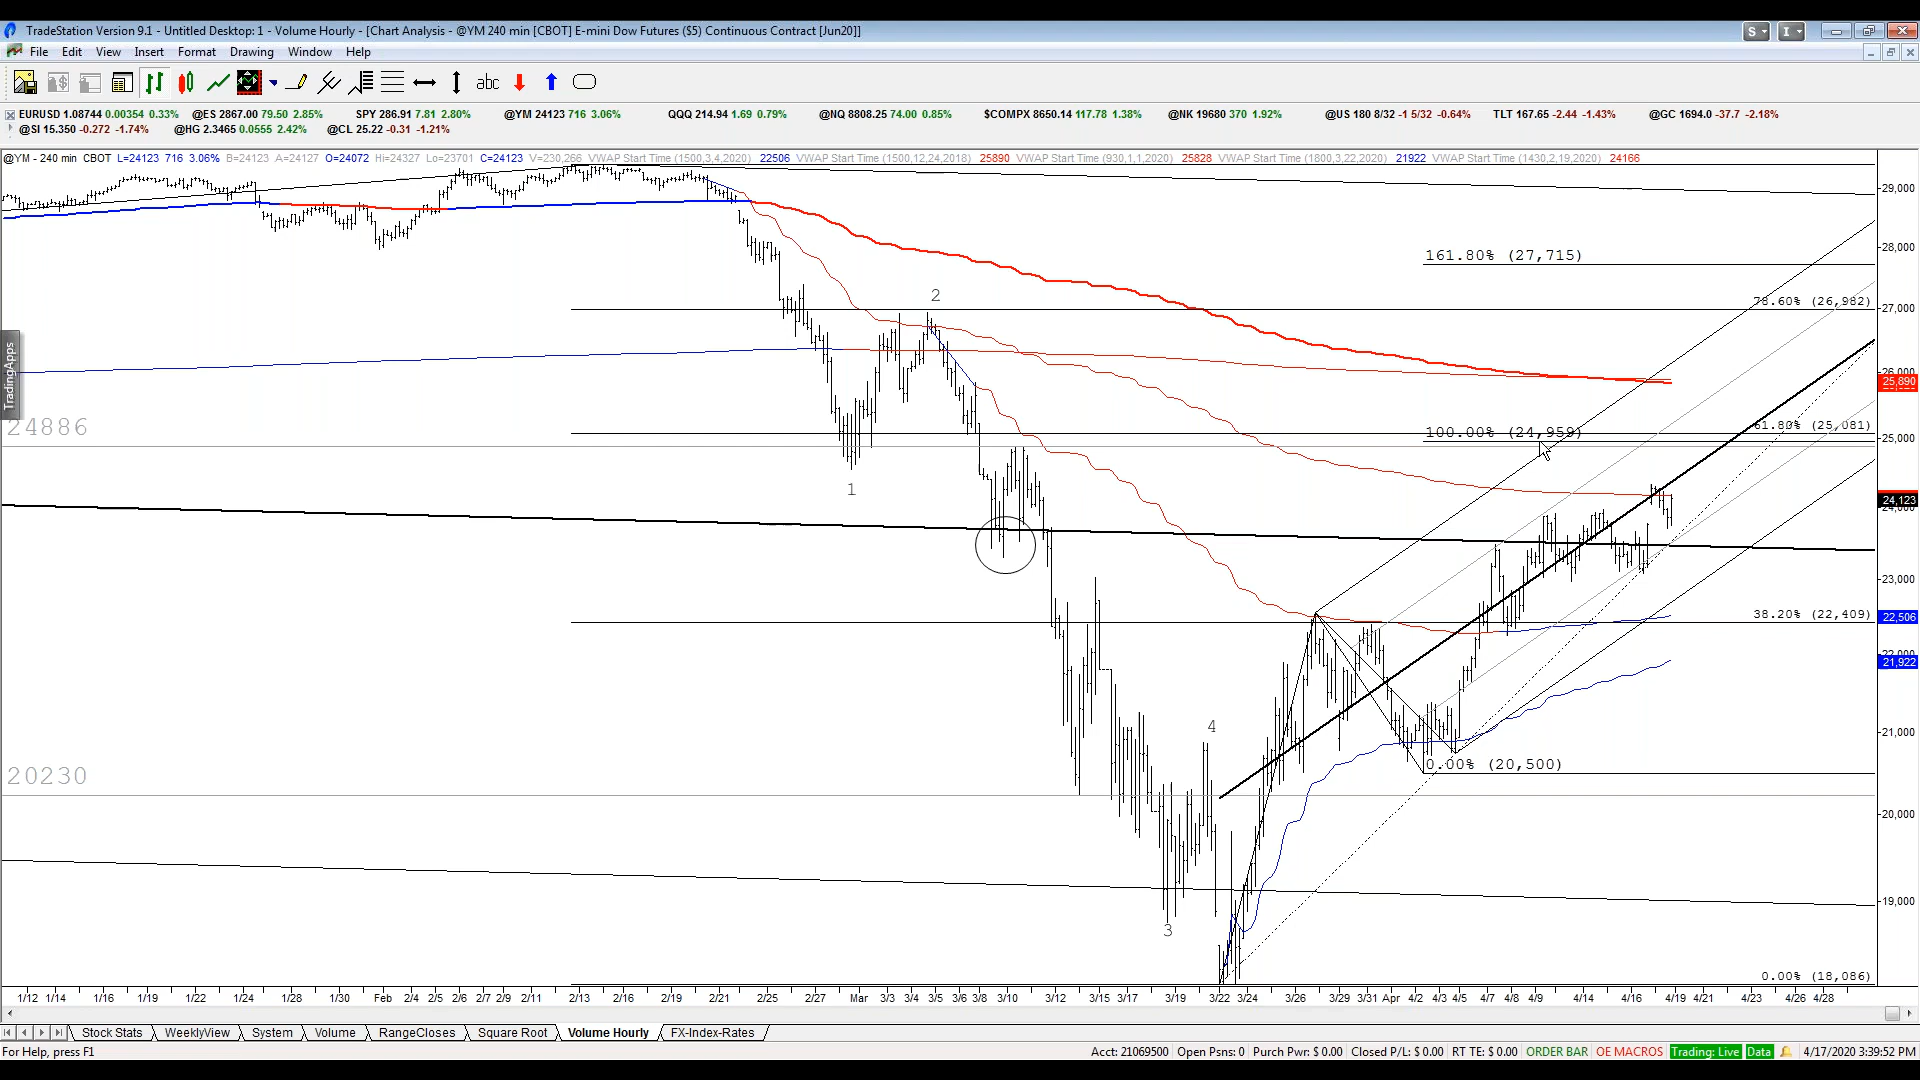 TradeStation Version 9.1 - Untitled Desktop: 1 - Volume Hourly - [Chart Analysis - @YM 240 min [CBOT] E-mini Dow Futures ($5) Continuous Contract [Jun20]]
S I
File Edit View Insert Format Drawing Window Help
abc
EURUSD 1.08744 0.00354 0.33% @ES 2867.00 79.50 2.85% SPY 286.91 7.81 2.80% @YM 24123 716 3.06% QQQ 214.94 1.69 0.79% @NQ 8808.25 74.00 0.85% $COMPX 8650.14 117.78 1.38% @NK 19680 370 1.92% @US 180 8/32 -1 5/32 -0.64% TLT 167.65 -2.44 -1.43% @GC 1694.0 -37.7 -2.18%
@SI 15.350 -0.272 -1.74% @HG 2.3465 0.0555 2.42% @CL 25.22 -0.31 -1.21%
@YM - 240 min CBOT L=24123 716 3.06% B=24123 A=24127 O=24072 Hi=24327 Lo=23701 C=24123 V=230,266 VWAP Start Time (1500,3,4,2020) 22506 VWAP Start Time (1500,12,24,2018) 25890 VWAP Start Time (930,1,1,2020) 25828 VWAP Start Time (1800,3,22,2020) 21922 VWAP Start Time (1430,2,19,2020) 24166
29,000
28,000
161.80% (27,715)
2
78.60% (26,982)
27,000
26,000
25,890
TradingApps
24886
100.00% (24,959)
61.80% (25,081)
25,000
1
24,123
24,000
23,000
38.20% (22,409)
22,506
22,000
21,922
4
21,000
20230
0.00% (20,500)
20,000
19,000
3
0.00% (18,086)
1/12 1/14 1/16 1/19 1/22 1/24 1/28 1/30 Feb 2/4 2/5 2/6 2/7 2/9 2/11 2/13 2/16 2/19 2/21 2/25 2/27 Mar 3/3 3/4 3/5 3/6 3/8 3/10 3/12 3/15 3/17 3/19 3/22 3/24 3/26 3/29 3/31 Apr 4/2 4/3 4/5 4/7 4/8 4/9 4/14 4/16 4/19 4/21 4/23 4/26 4/28
Stock Stats WeeklyView System Volume RangeCloses Square Root Volume Hourly FX-Index-Rates
For Help, press F1 Acct: 21069500 Open Psns: 0 Purch Pwr: $ 0.00 Closed P/L: $ 0.00 RT TE: $ 0.00 ORDER BAR OE MACROS Trading: Live Data 4/17/2020 3:39:52 PM